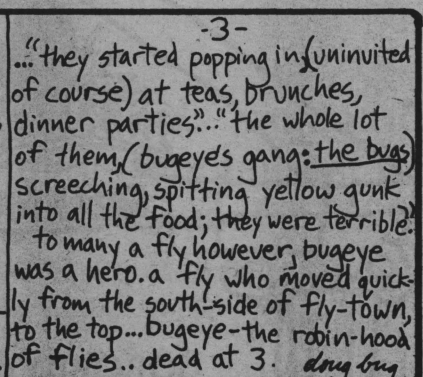 -3-
..."they started popping in,(uninvited
of course) at teas, brunches,
dinner parties"..."the whole lot
of them,(bugeye's gang: the bugs)
screeching, spitting yellow gunk
into all the food; they were terrible."
to many a fly however, bugeye
was a hero. a fly who moved quick-
ly from the south-side of fly-town,
to the top...bugeye-the robin-hood
of flies.. dead at 3. doug bug